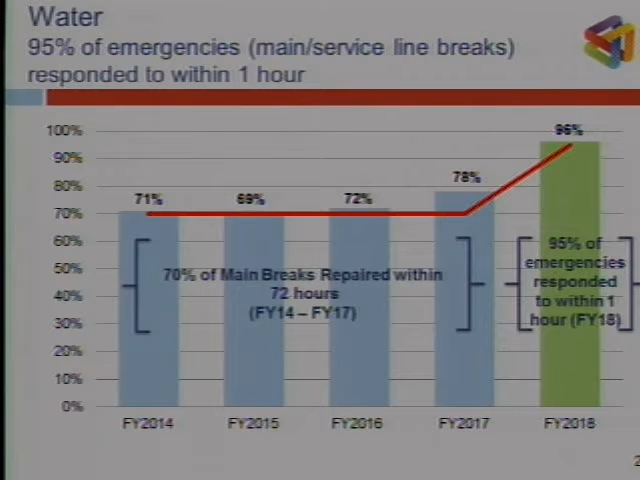 Water
95% of emergencies (main/service line breaks)
responded to within 1 hour
100%
90%
80%
70%
60%
50%
40%
30%
20%
10%
0%
71%
69%
72%
78%
96%
70% of Main Breaks Repaired within
72 hours
(FY14 – FY17)
95% of
emergencies
responded
to within 1
hour (FY18)
FY2014
FY2015
FY2016
FY2017
FY2018